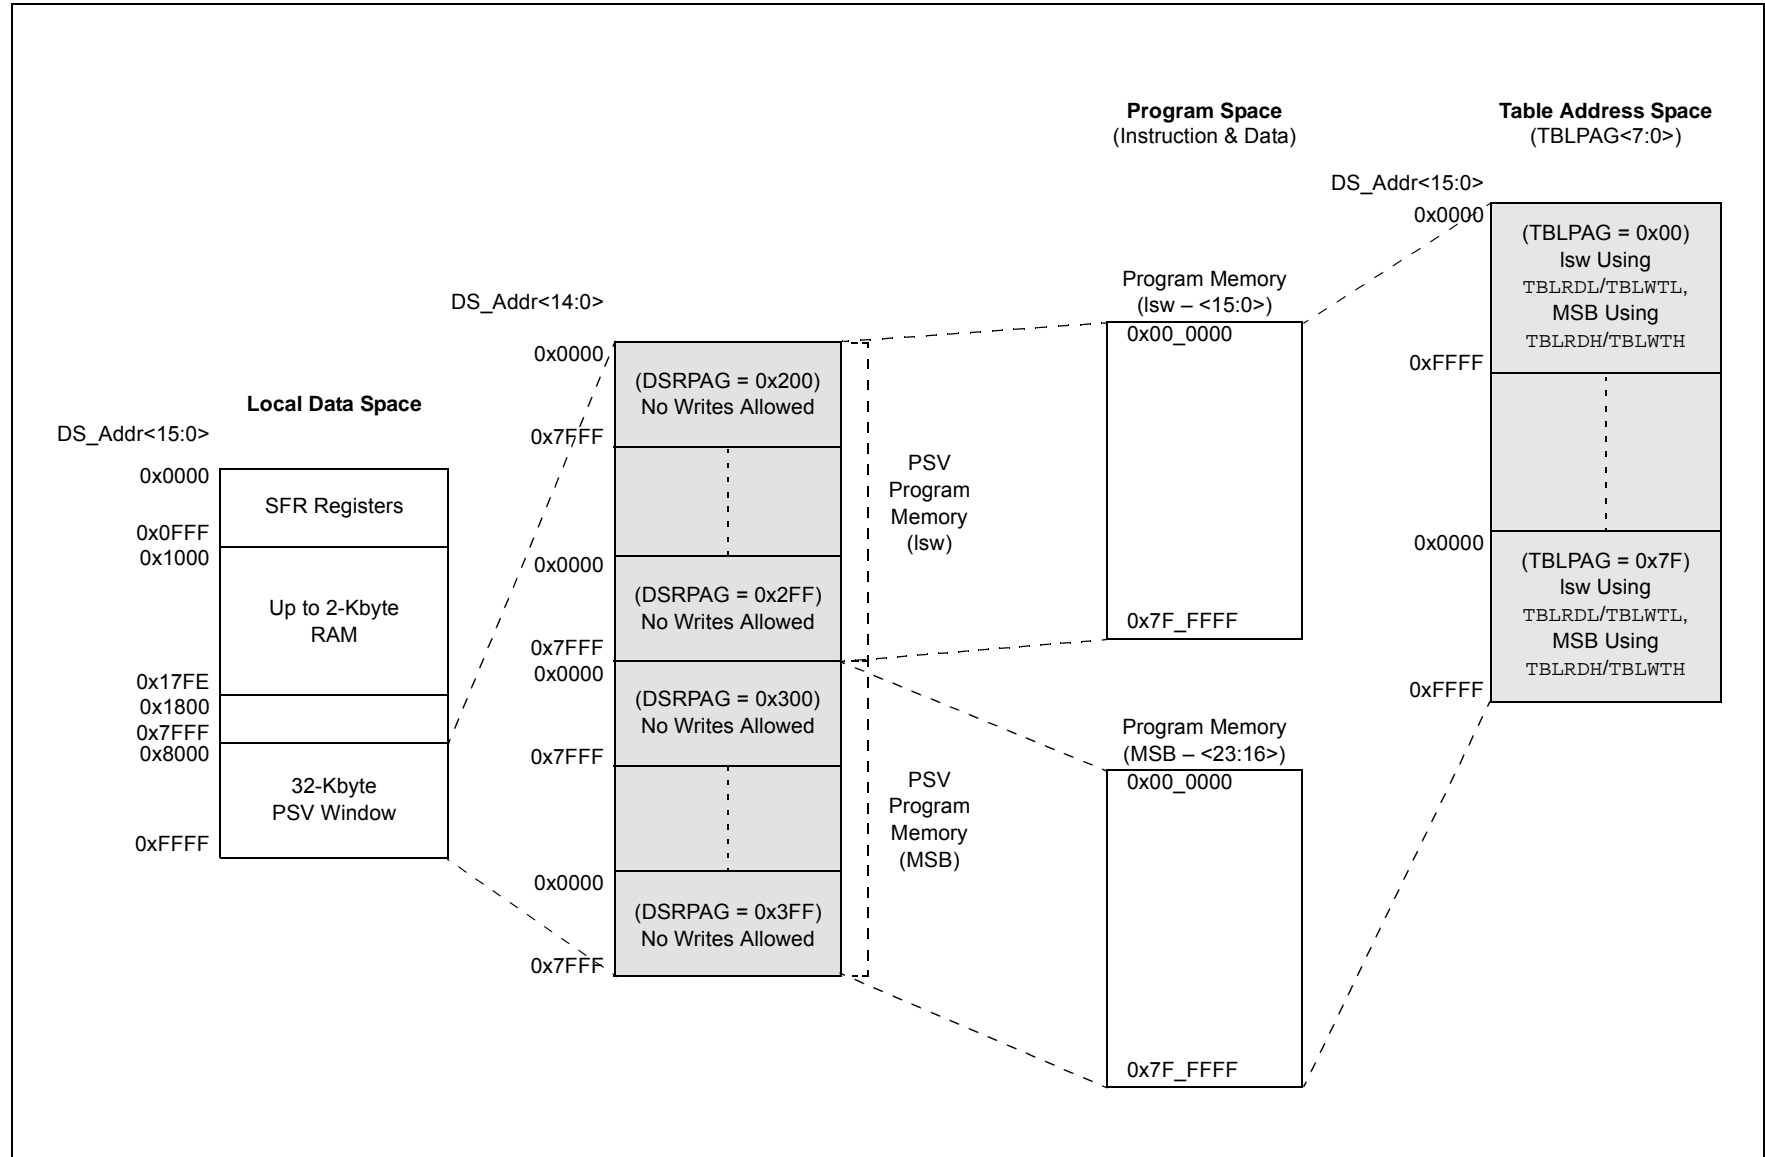 Local Data Space
DS_Addr<15:0>
0x0000
SFR Registers
0x0FFF
0x1000
Up to 2-Kbyte
RAM
0x17FE
0x1800
0x7FFF
0x8000
32-Kbyte
PSV Window
0xFFFF
DS_Addr<14:0>
0x0000
(DSRPAG = 0x200)
No Writes Allowed
0x7FFF
0x0000
(DSRPAG = 0x2FF)
No Writes Allowed
0x7FFF
0x0000
(DSRPAG = 0x300)
No Writes Allowed
0x7FFF
0x0000
(DSRPAG = 0x3FF)
No Writes Allowed
0x7FFF
PSV
Program
Memory
(lsw)
PSV
Program
Memory
(MSB)
Program Space
(Instruction & Data)
Program Memory
(lsw – <15:0>)
0x00_0000
0x7F_FFFF
Program Memory
(MSB – <23:16>)
0x00_0000
0x7F_FFFF
Table Address Space
(TBLPAG<7:0>)
DS_Addr<15:0>
0x0000
(TBLPAG = 0x00)
lsw Using
TBLRDL/TBLWTL,
MSB Using
TBLRDH/TBLWTH
0xFFFF
0x0000
(TBLPAG = 0x7F)
lsw Using
TBLRDL/TBLWTL,
MSB Using
TBLRDH/TBLWTH
0xFFFF